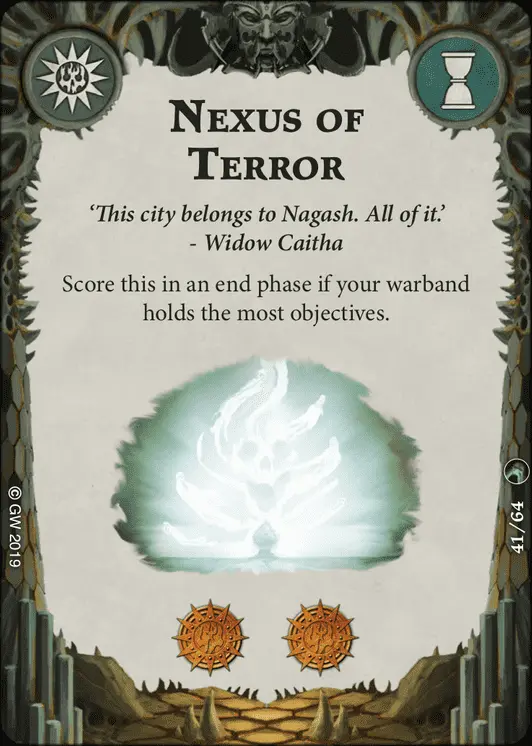 NEXUS OF
TERROR
‘This city belongs to Nagash. All of it.’
- Widow Caitha
Score this in an end phase if your warband
holds the most objectives.
© GW 2019
41/64